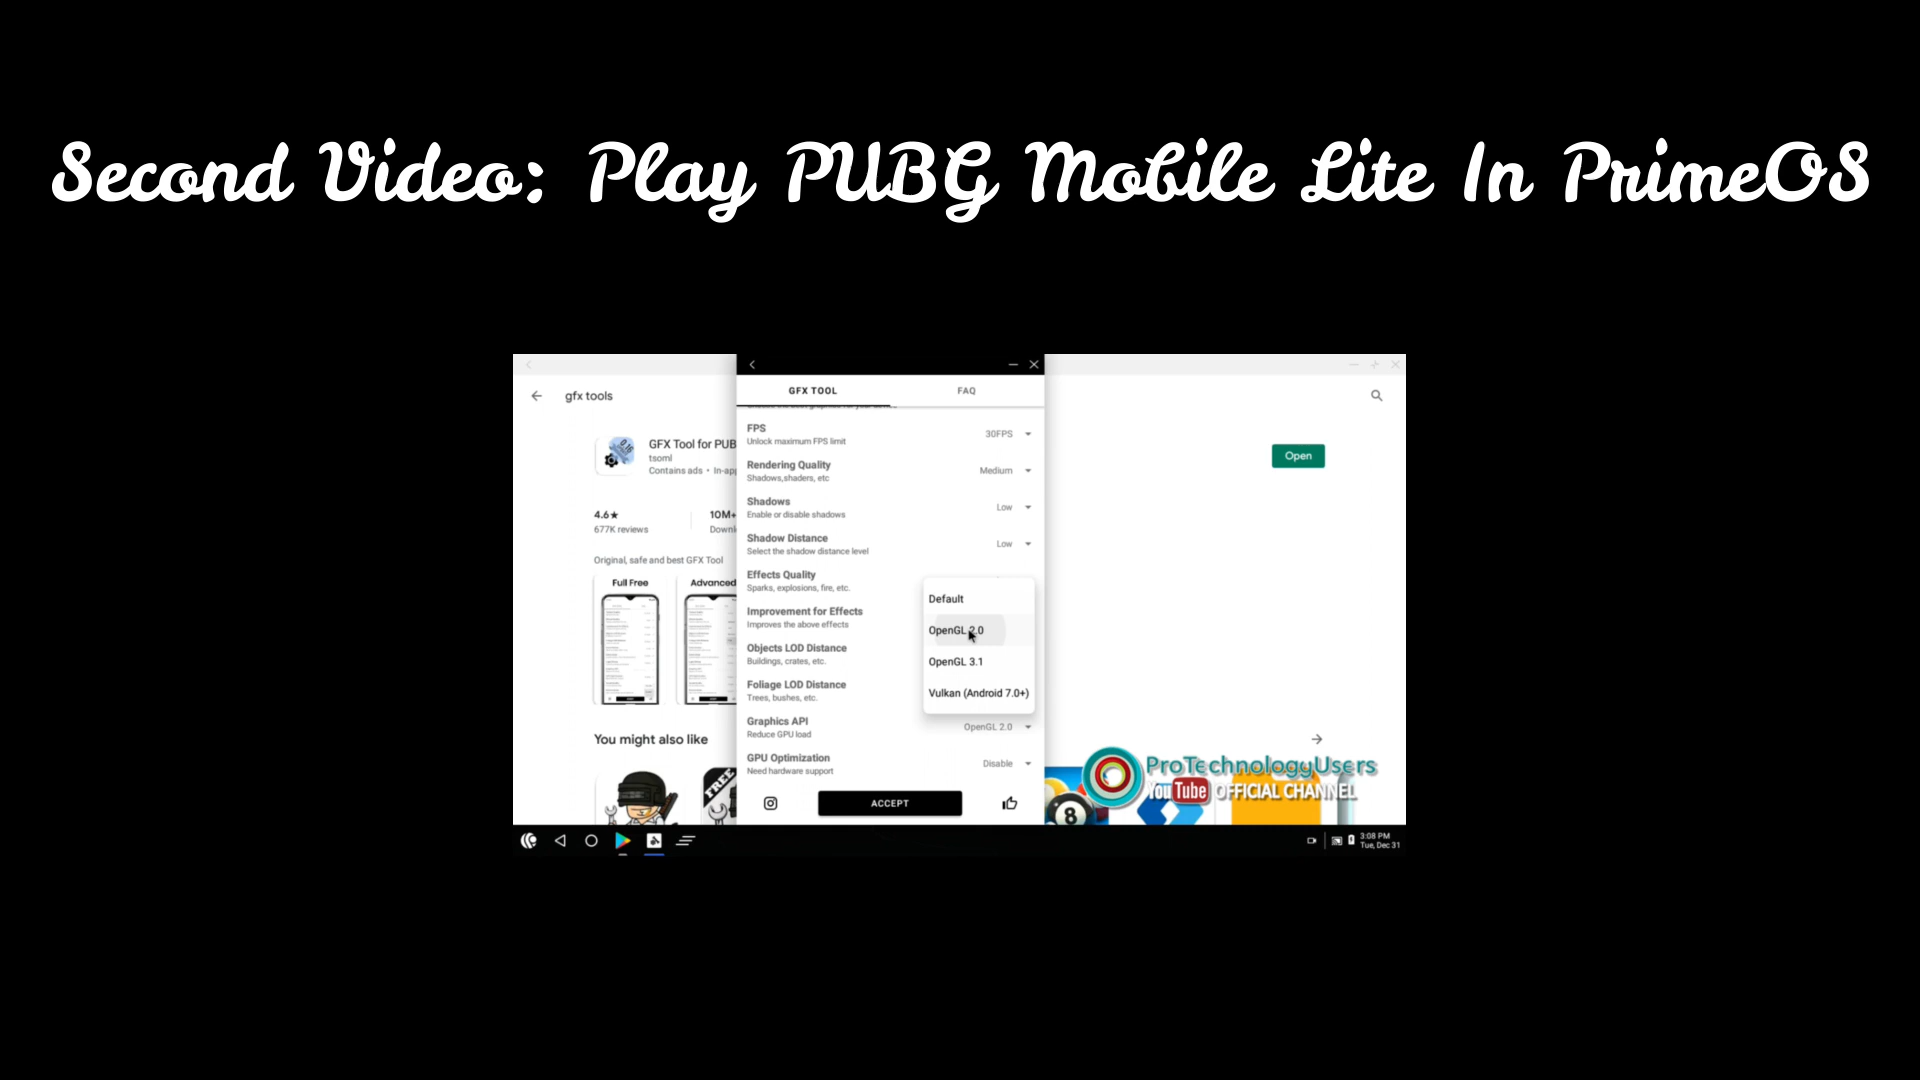 Second Video: Play PUBG Mobile Lite In PrimeOS
gfx tools
GFX Tool for PUB
tsoml
Contains ads • In-app
Open
4.6★
677K reviews
10M+
Downl
Original, safe and best GFX Tool
Full Free
Advanced
You might also like
FREE
GFX TOOL
FAQ
FPS
Unlock maximum FPS limit
30FPS
Rendering Quality
Shadows,shaders, etc
Medium
Shadows
Enable or disable shadows
Low
Shadow Distance
Select the shadow distance level
Low
Effects Quality
Sparks, explosions, fire, etc.
Improvement for Effects
Improves the above effects
Objects LOD Distance
Buildings, crates, etc.
Foliage LOD Distance
Trees, bushes, etc.
Graphics API
Reduce GPU load
OpenGL 2.0
GPU Optimization
Need hardware support
Disable
Default
OpenGL 2.0
OpenGL 3.1
Vulkan (Android 7.0+)
ACCEPT
8
ProTechnologyUsers
YouTube OFFICIAL CHANNEL
3:08 PM
Tue, Dec 31